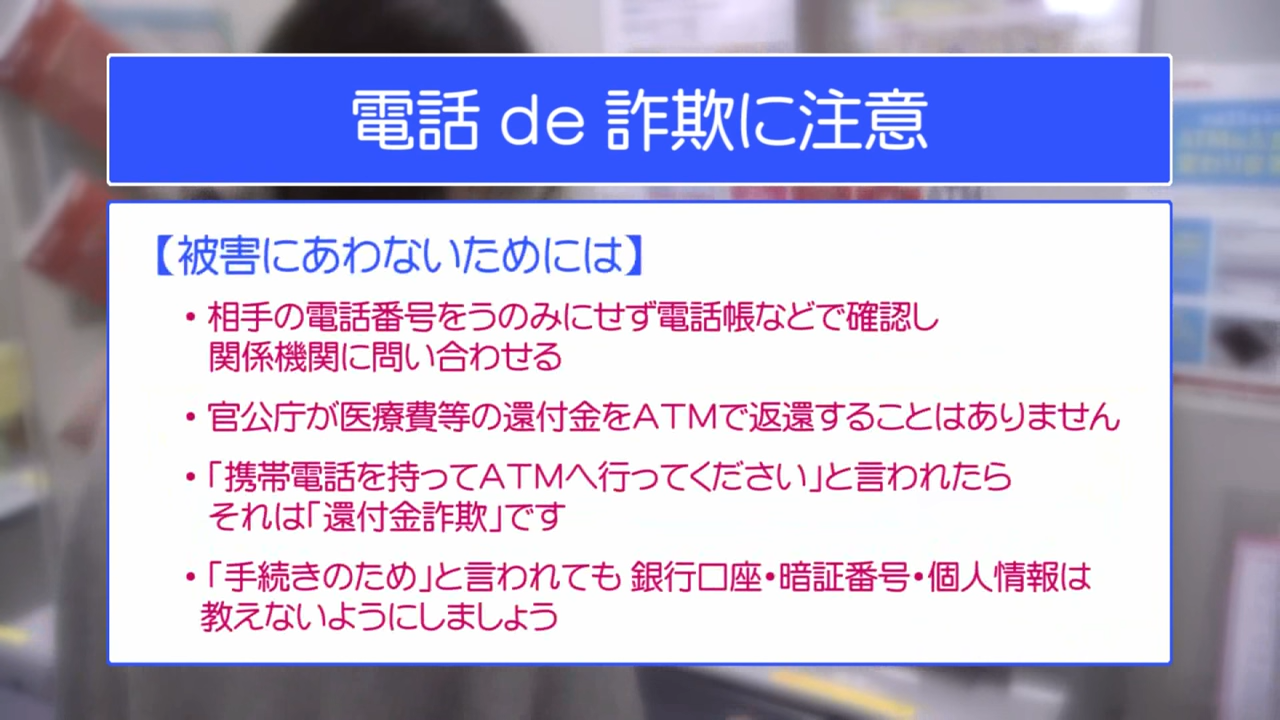 電話 de 詐欺に注意
【被害にあわないためには】
・相手の電話番号をうのみにせず電話帳などで確認し
関係機関に問い合わせる
・官公庁が医療費等の還付金をATMで返還することはありません
・「携帯電話を持ってATMへ行ってください」と言われたら
それは「還付金詐欺」です
・「手続きのため」と言われても 銀行口座・暗証番号・個人情報は
教えないようにしましょう